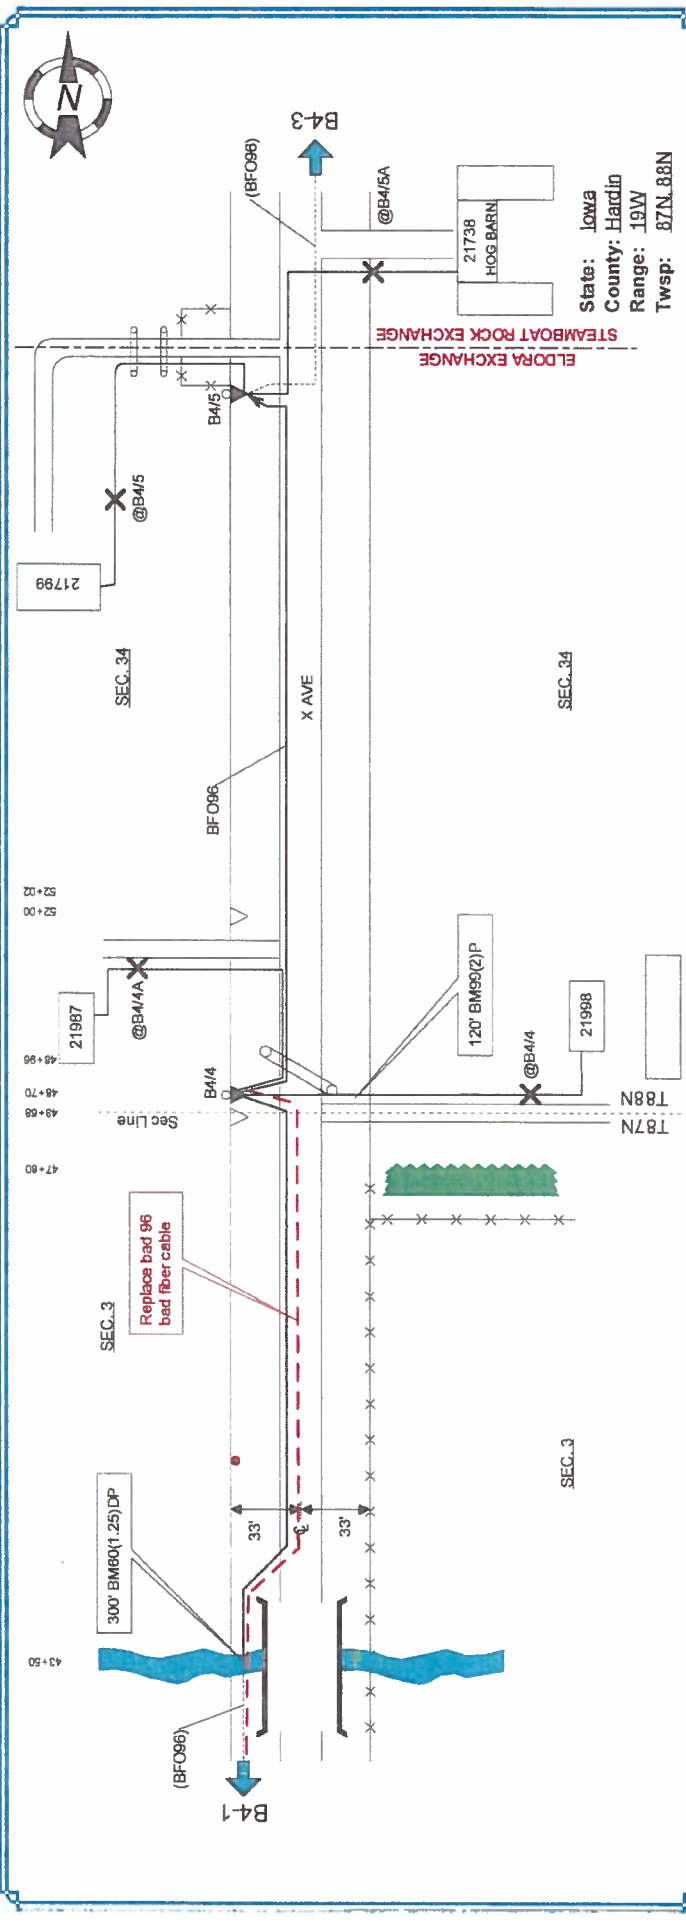 N
B4-3
(BFO96)
@B4/5A
21738
HOG BARN
State: Iowa
County: Hardin
Range: 19W
Twsp: 87N, 88N
STEAMBOAT ROCK EXCHANGE
ELDORA EXCHANGE
B4/5
@B4/5
21799
SEC. 34
X AVE
SEC. 34
BFO96
52+02
52+00
120' BM99(2)P
21987
@B4/4A
21998
@B4/4
48+96
48+70
48+68
B4/4
Sec Line
T88N
T87N
47+80
Replace bad 96
bad fiber cable
SEC. 3
SEC. 3
300' BM60(1.25)DP
33'
33'
43+50
(BFO96)
B4-1